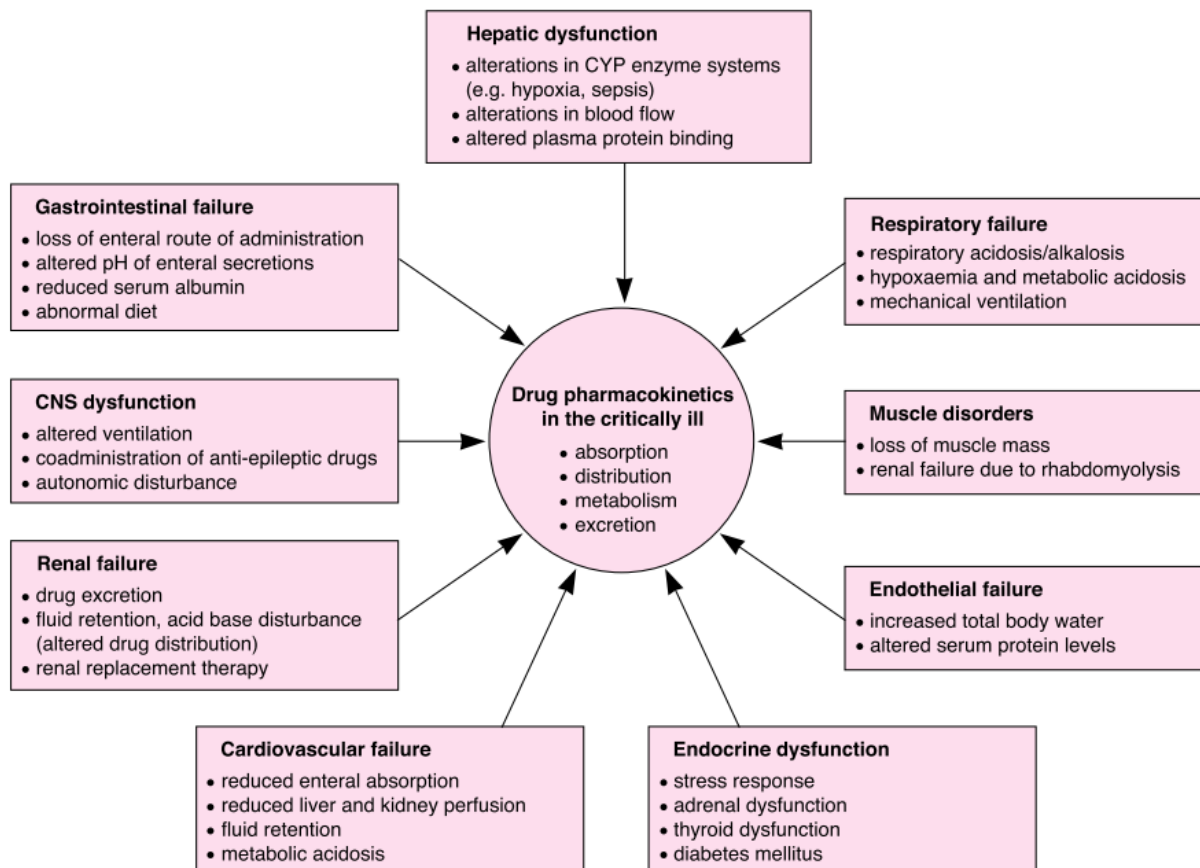 Hepatic dysfunction
• alterations in CYP enzyme systems
(e.g. hypoxia, sepsis)
• alterations in blood flow
• altered plasma protein binding
Gastrointestinal failure
• loss of enteral route of administration
• altered pH of enteral secretions
• reduced serum albumin
• abnormal diet
Respiratory failure
• respiratory acidosis/alkalosis
• hypoxaemia and metabolic acidosis
• mechanical ventilation
Drug pharmacokinetics
in the critically ill
• absorption
• distribution
• metabolism
• excretion
CNS dysfunction
• altered ventilation
• coadministration of anti-epileptic drugs
• autonomic disturbance
Muscle disorders
• loss of muscle mass
• renal failure due to rhabdomyolysis
Renal failure
• drug excretion
• fluid retention, acid base disturbance
(altered drug distribution)
• renal replacement therapy
Endothelial failure
• increased total body water
• altered serum protein levels
Cardiovascular failure
• reduced enteral absorption
• reduced liver and kidney perfusion
• fluid retention
• metabolic acidosis
Endocrine dysfunction
• stress response
• adrenal dysfunction
• thyroid dysfunction
• diabetes mellitus